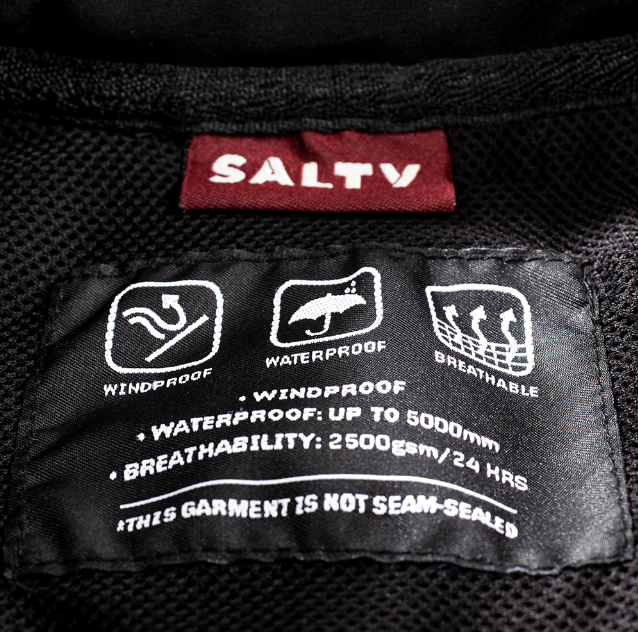 SALTY
WINDPROOF
WATERPROOF
BREATHABLE
• WINDPROOF
• WATERPROOF: UP TO 5000mm
• BREATHABILITY: 2500gsm/24 HRS
*THIS GARMENT IS NOT SEAM-SEALED